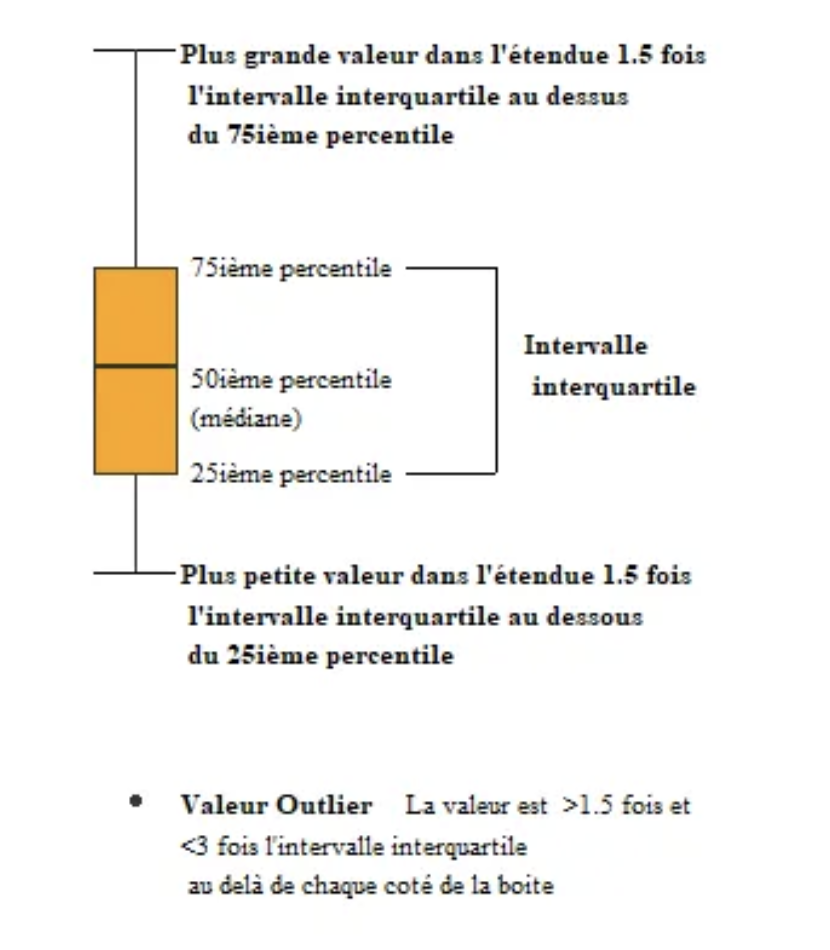 Plus grande valeur dans l'étendue 1.5 fois
l'intervalle interquartile au dessus
du 75ième percentile
75ième percentile
Intervalle
interquartile
50ième percentile
(médiane)
25ième percentile
Plus petite valeur dans l'étendue 1.5 fois
l'intervalle interquartile au dessous
du 25ième percentile
Valeur Outlier La valeur est >1.5 fois et
<3 fois l'intervalle interquartile
au delà de chaque coté de la boite